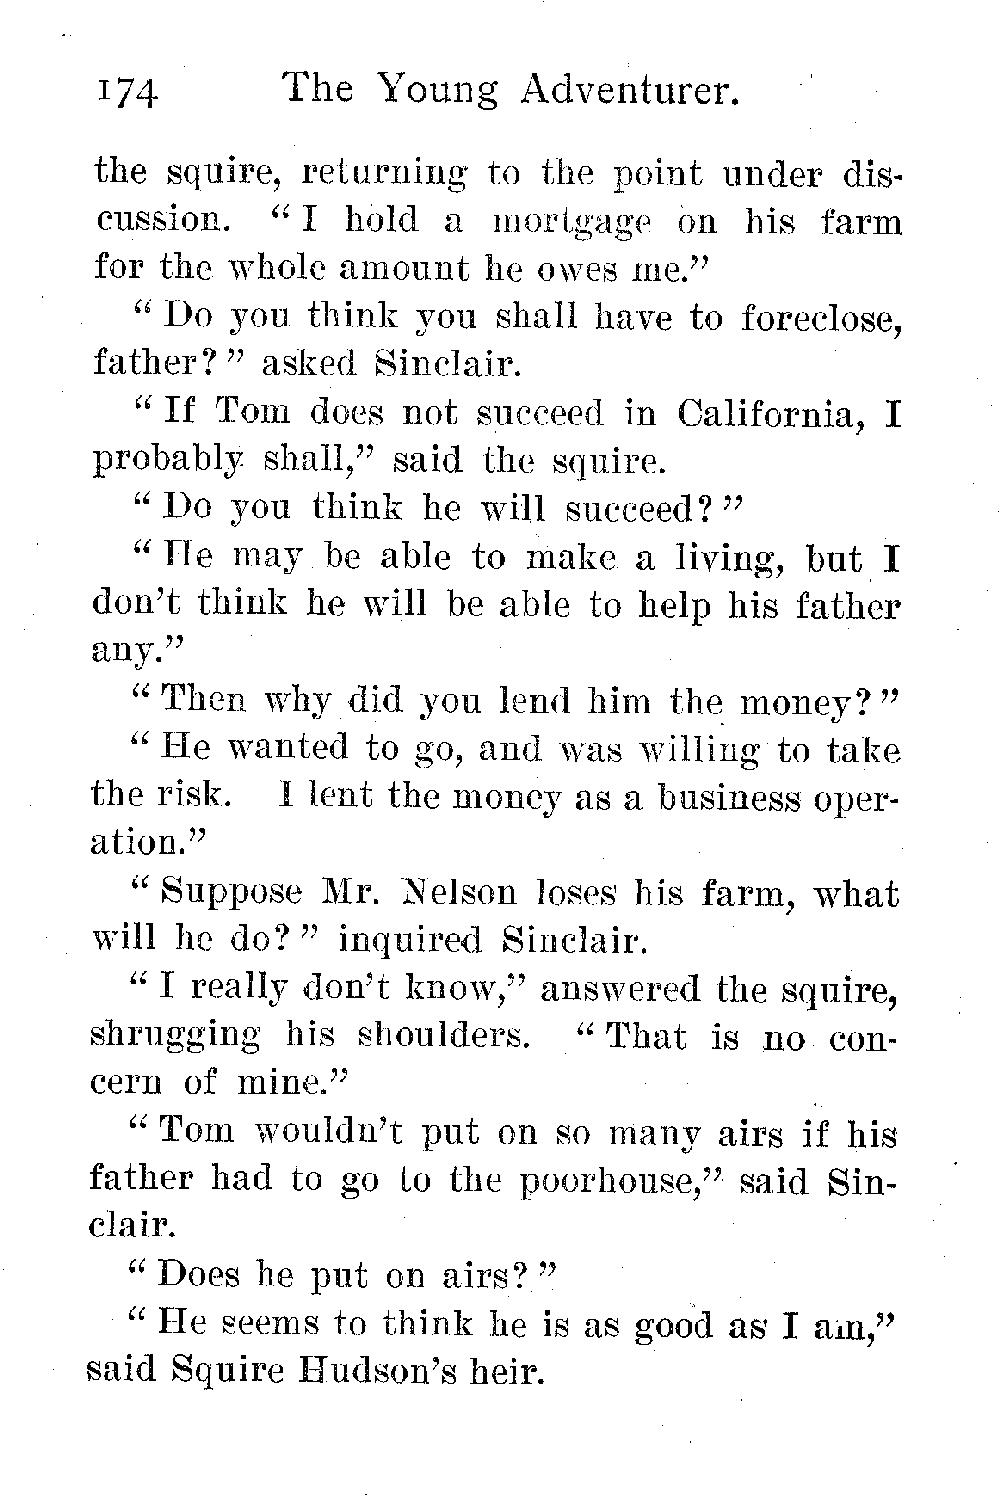 174 The Young Adventurer.
the squire, returning to the point under dis-
cussion. “ I hold a mortgage on his farm
for the whole amount he owes me.”
“ Do you think you shall have to foreclose,
father? ” asked Sinclair.
“ If Tom does not succeed in California, I
probably shall,” said the squire.
“ Do you think he will succeed? ”
“ He may be able to make a living, but I
don’t think he will be able to help his father
any.”
“ Then why did you lend him the money? ”
“ He wanted to go, and was willing to take
the risk. I lent the money as a business oper-
ation.”
“ Suppose Mr. Nelson loses his farm, what
will he do? ” inquired Sinclair.
“ I really don’t know,” answered the squire,
shrugging his shoulders. “ That is no con-
cern of mine.”
“ Tom wouldn’t put on so many airs if his
father had to go to the poorhouse,” said Sin-
clair.
“ Does he put on airs? ”
“ He seems to think he is as good as I am,”
said Squire Hudson’s heir.